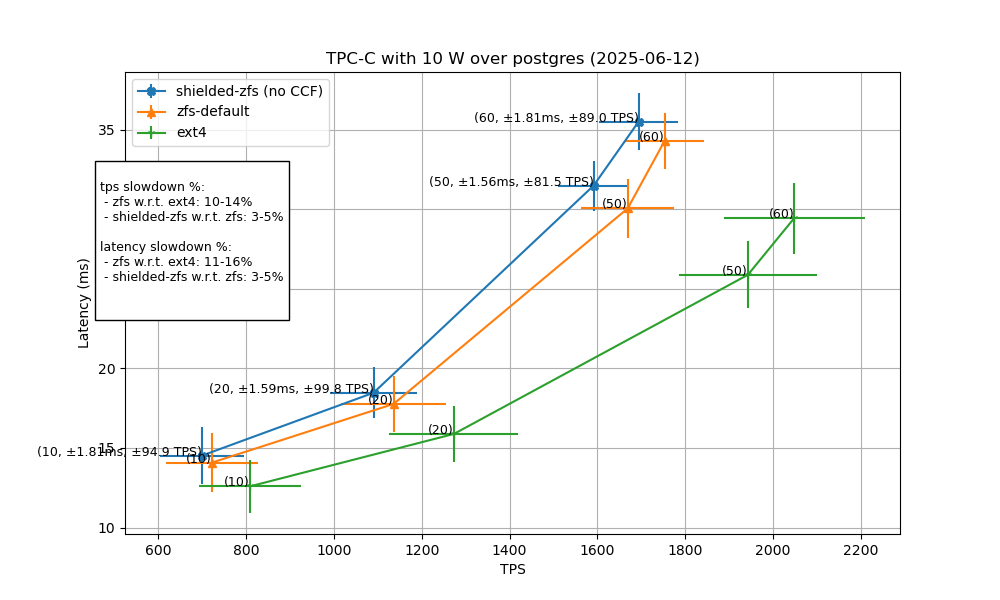 TPC-C with 10 W over postgres (2025-06-12)
shielded-zfs (no CCF)
zfs-default
ext4
tps slowdown %:
- zfs w.r.t. ext4: 10-14%
- shielded-zfs w.r.t. zfs: 3-5%
latency slowdown %:
- zfs w.r.t. ext4: 11-16%
- shielded-zfs w.r.t. zfs: 3-5%
Latency (ms)
35
20
15
10
(60, ±1.81ms, ±89.0 TPS)
(60)
(50, ±1.56ms, ±81.5 TPS)
(50)
(60)
(50)
(20, ±1.59ms, ±99.8 TPS)
(20)
(20)
(10, ±1.81ms, ±94.9 TPS)
(10)
(10)
600 800 1000 1200 1400 1600 1800 2000 2200
TPS